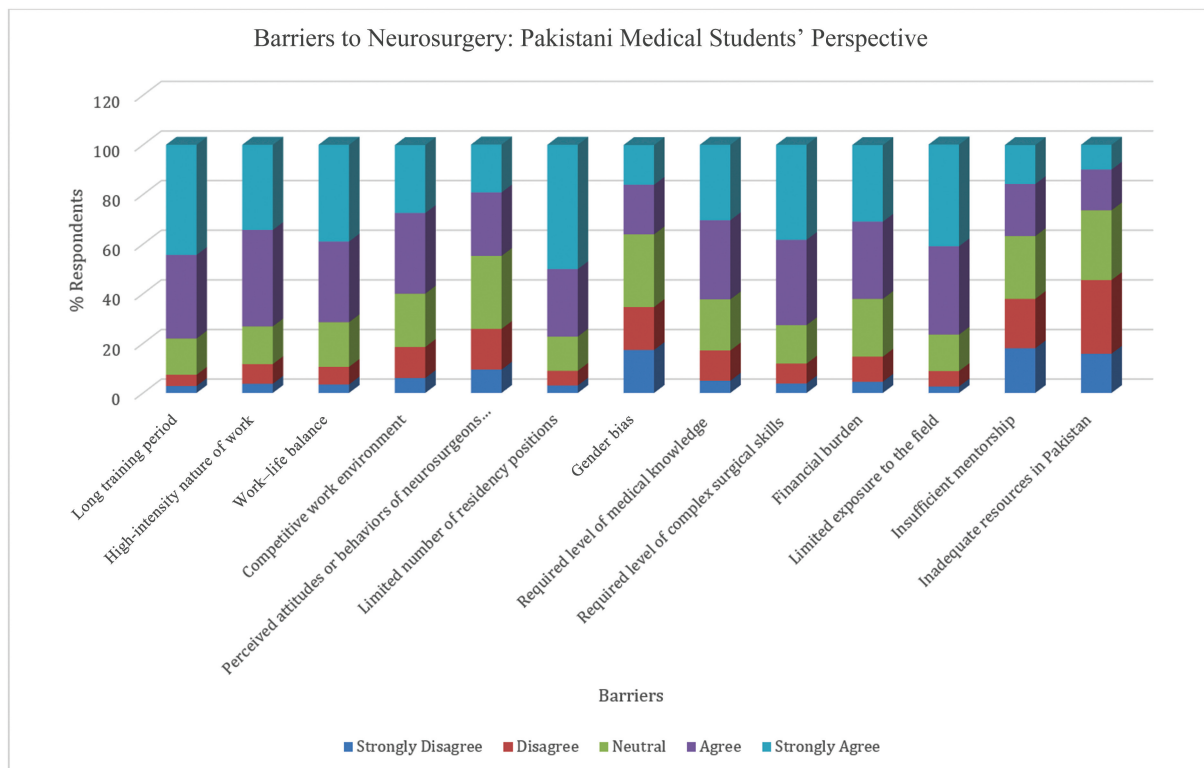 Barriers to Neurosurgery: Pakistani Medical Students’ Perspective
120
100
80
60
40
20
0
% Respondents
Long training period
High-intensity nature of work
Work–life balance
Competitive work environment
Perceived attitudes or behaviors of neurosurgeons...
Limited number of residency positions
Gender bias
Required level of medical knowledge
Required level of complex surgical skills
Financial burden
Limited exposure to the field
Insufficient mentorship
Inadequate resources in Pakistan
Barriers
Strongly Disagree Disagree Neutral Agree Strongly Agree